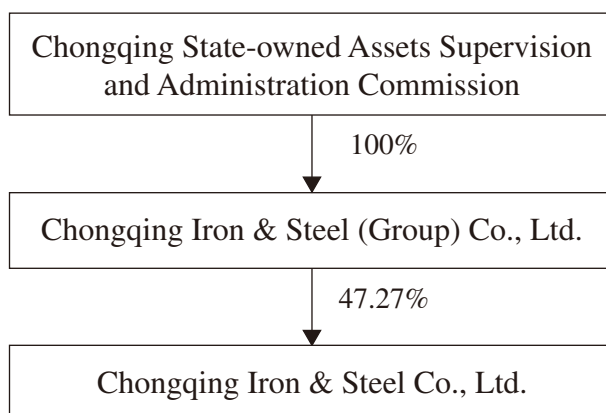 Chongqing State-owned Assets Supervision
and Administration Commission
100%
Chongqing Iron & Steel (Group) Co., Ltd.
47.27%
Chongqing Iron & Steel Co., Ltd.